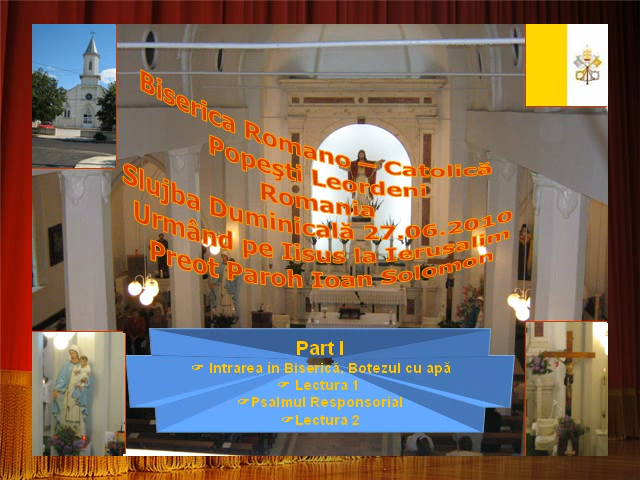 Biserica Romano – Catolică
Popeşti Leordeni
Romania
Slujba Duminicală 27.06.2010
Urmând pe Iisus la Ierusalim
Preot Paroh Ioan Solomon
Part I
☞ Intrarea in Biserică, Botezul cu apă
☞ Lectura 1
☞Psalmul Responsorial
☞Lectura 2